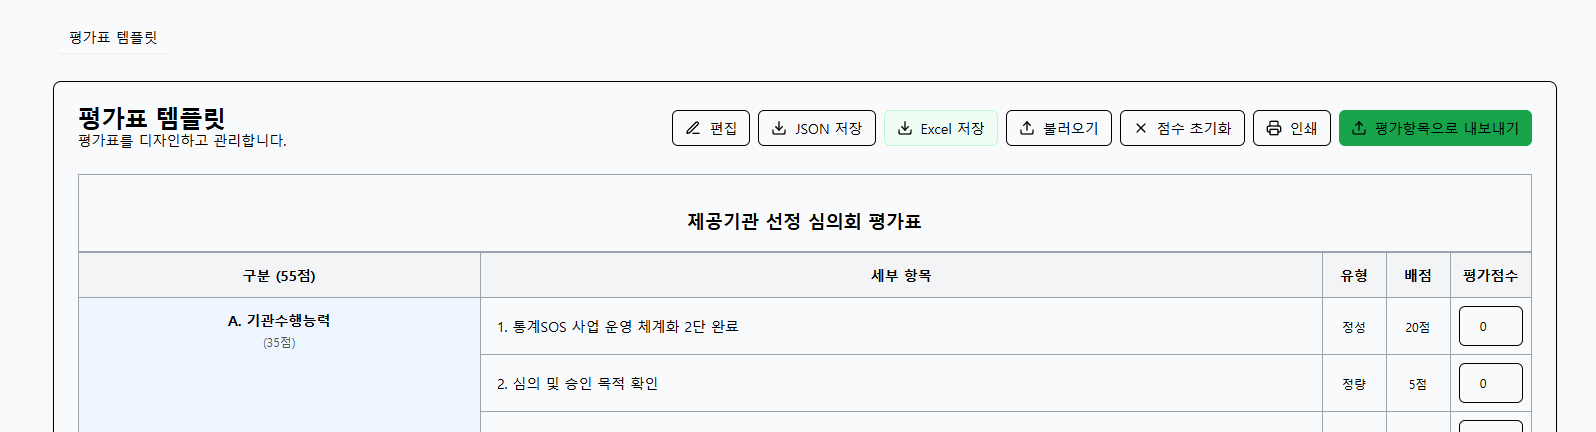 평가표 템플릿
평가표 템플릿
평가표를 디자인하고 관리합니다.
편집 JSON 저장 Excel 저장 불러오기 점수 초기화 인쇄 평가항목으로 내보내기
제공기관 선정 심의회 평가표
구분 (55점) 세부 항목 유형 배점 평가점수
A. 기관수행능력
(35점)
1. 통계SOS 사업 운영 체계화 2단 완료 정성 20점 0
2. 심의 및 승인 목적 확인 정량 5점 0